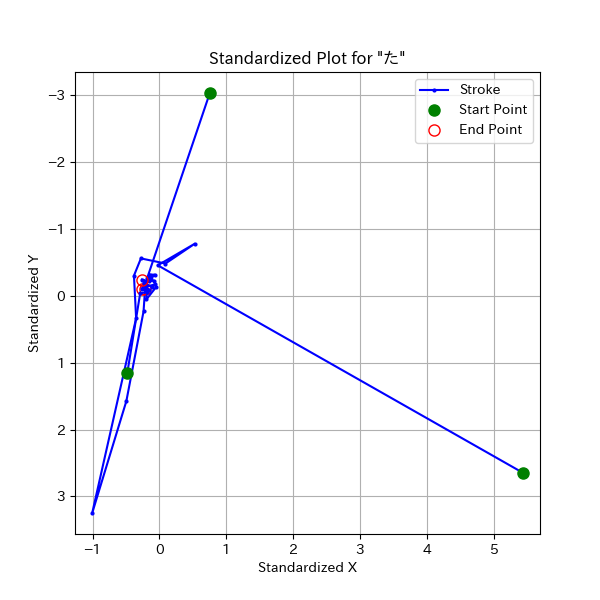 Standardized Plot for "た"
Stroke
Start Point
End Point
−3
−2
−1
0
1
2
3
Standardized Y
−1 0 1 2 3 4 5
Standardized X